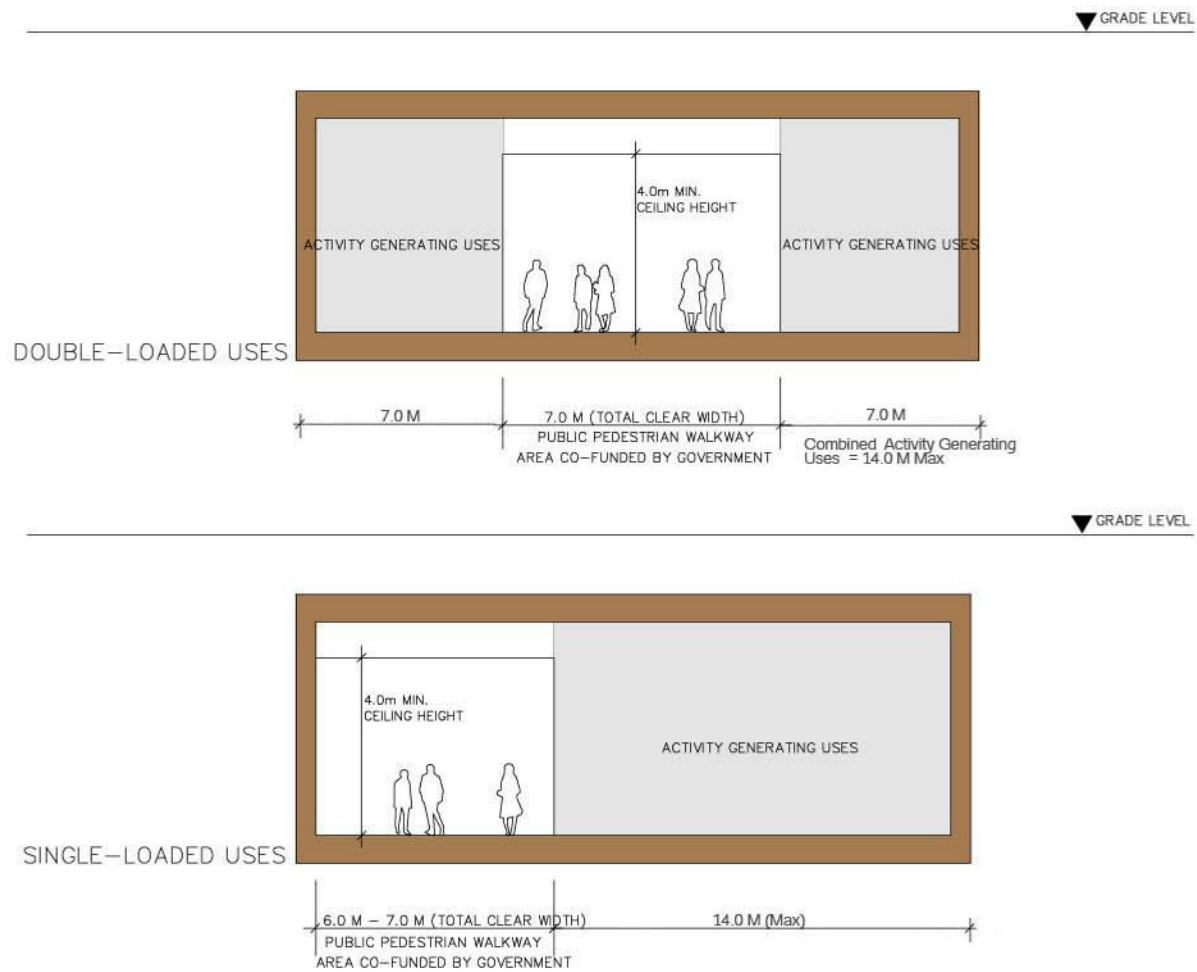 GRADE LEVEL
4.0m MIN.
CEILING HEIGHT
ACTIVITY GENERATING USES
ACTIVITY GENERATING USES
DOUBLE-LOADED USES
7.0 M
7.0 M (TOTAL CLEAR WIDTH)
PUBLIC PEDESTRIAN WALKWAY
AREA CO-FUNDED BY GOVERNMENT
7.0 M
Combined Activity Generating
Uses = 14.0 M Max
GRADE LEVEL
4.0m MIN.
CEILING HEIGHT
ACTIVITY GENERATING USES
SINGLE-LOADED USES
6.0 M - 7.0 M (TOTAL CLEAR WIDTH)
PUBLIC PEDESTRIAN WALKWAY
AREA CO-FUNDED BY GOVERNMENT
14.0 M (Max)